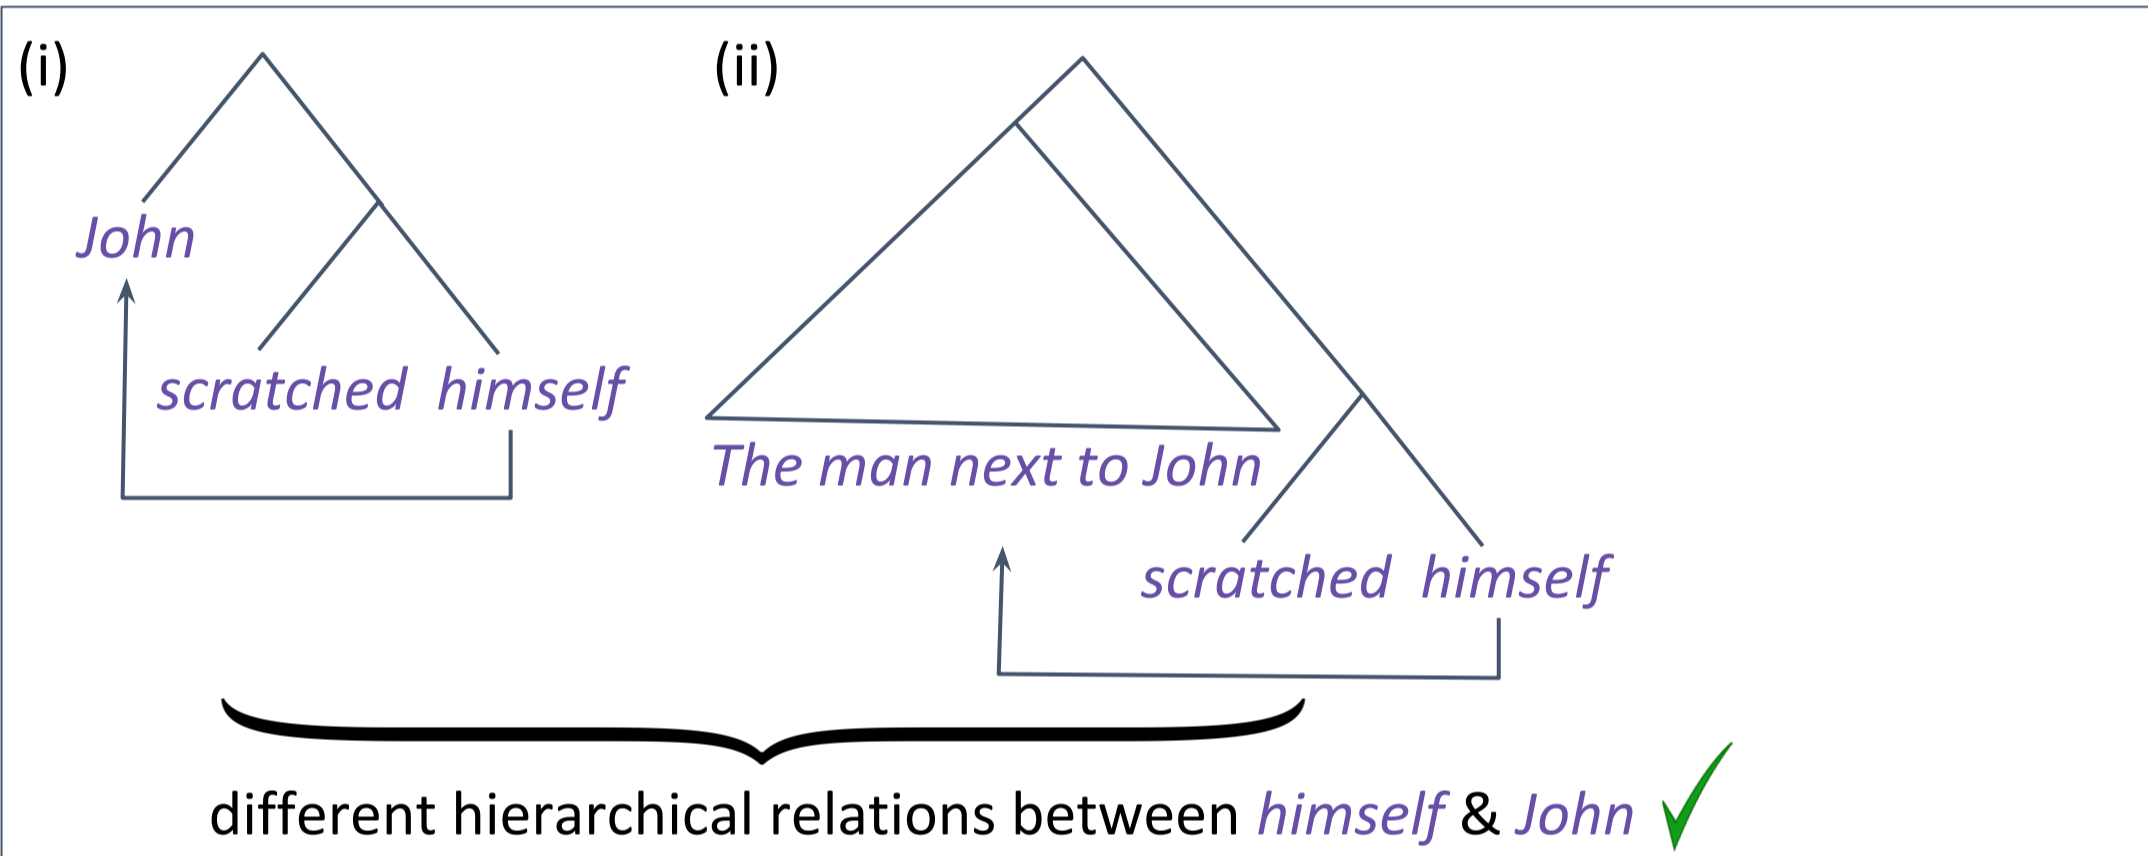 (i)
John
scratched himself
(ii)
The man next to John
scratched himself
different hierarchical relations between himself & John